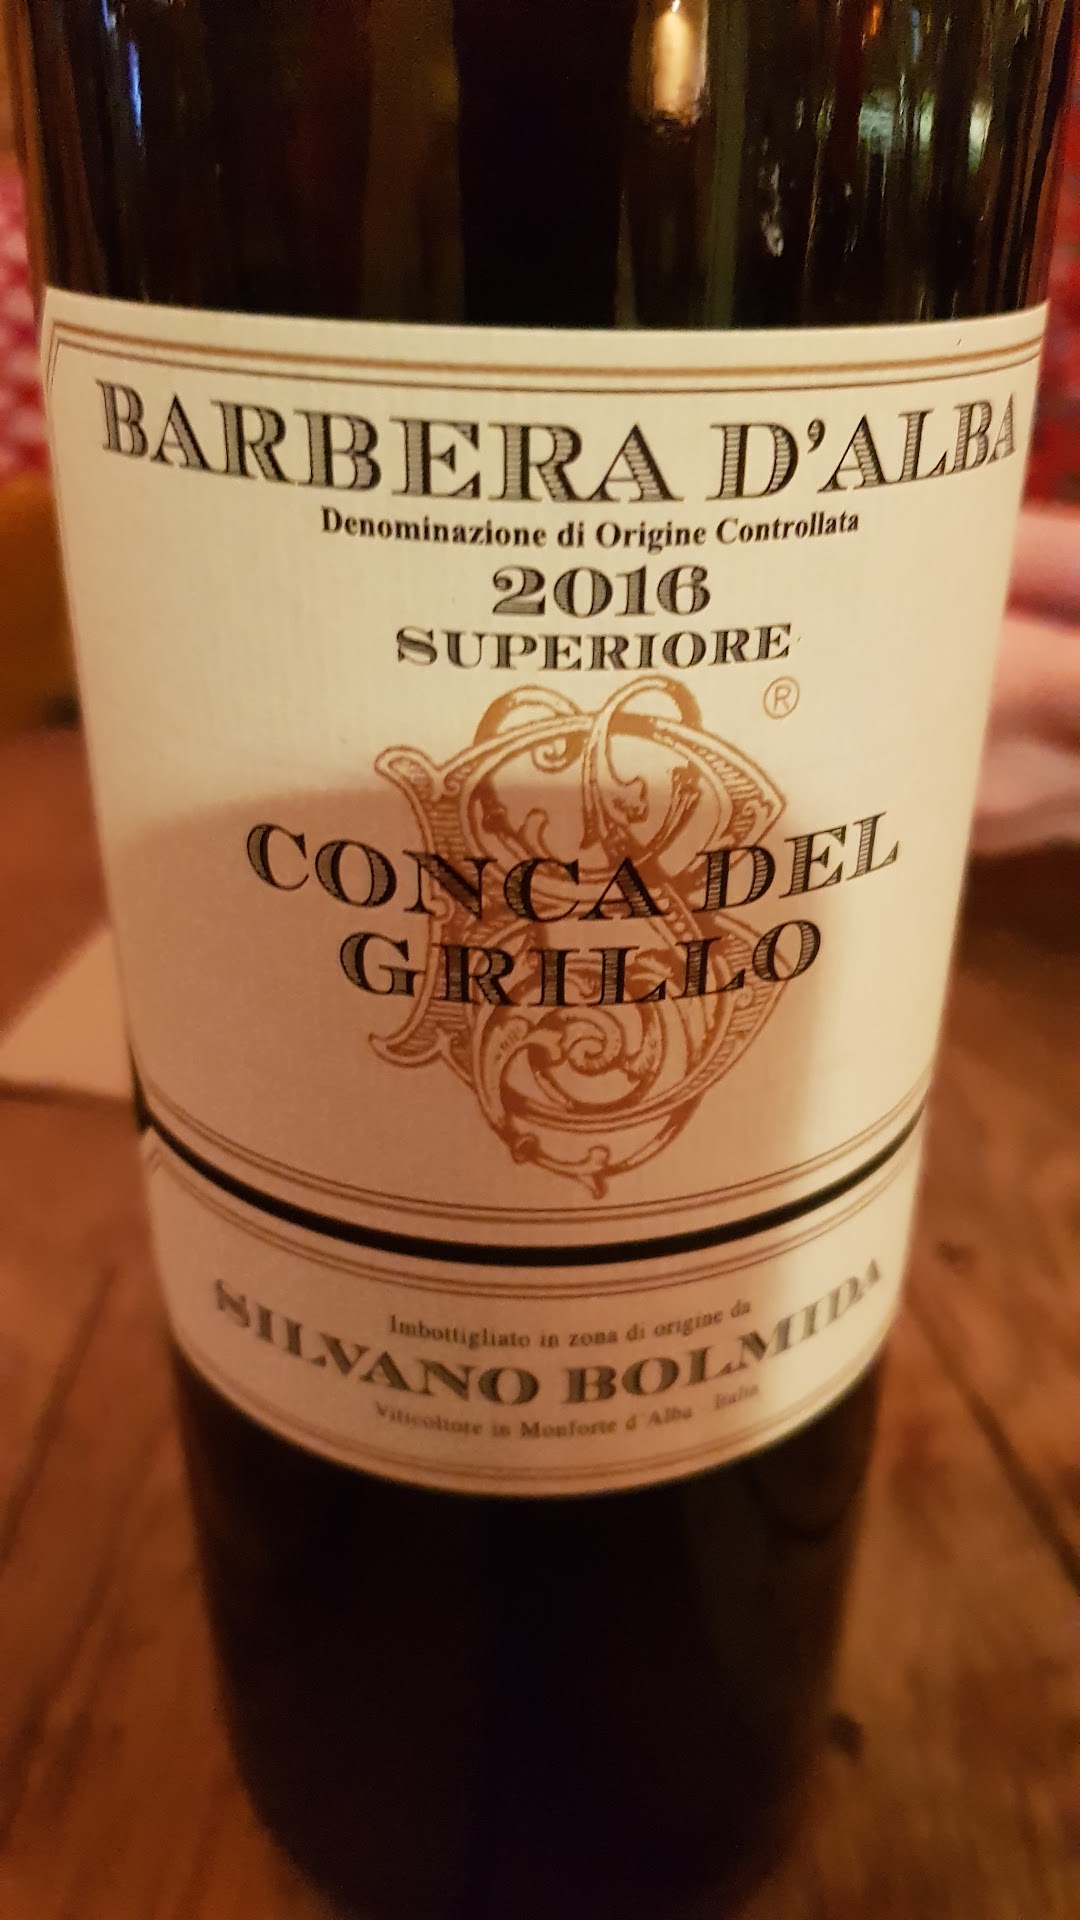 BARBERA D'ALBA
Denominazione di Origine Controllata
2016
SUPERIORE
®
CONCA DEL
GRILLO
Imbottigliato in zona di origine da
SILVANO BOLMIDA
Viticoltore in Monforte d'Alba Italia